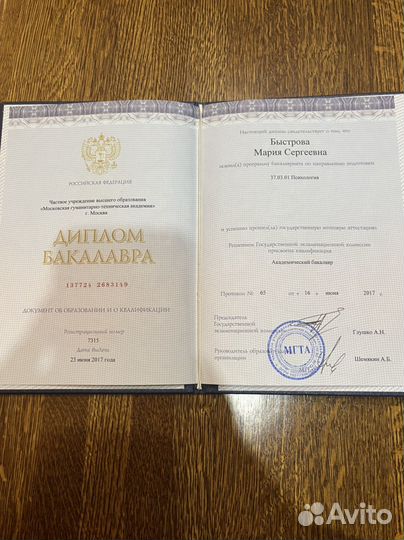 РОССИЙСКАЯ ФЕДЕРАЦИЯ
Частное учреждение высшего образования
«Московская гуманитарно-техническая академия»
г. Москва
ДИПЛОМ
БАКАЛАВРА
137724 2683149
ДОКУМЕНТ ОБ ОБРАЗОВАНИИ И О КВАЛИФИКАЦИИ
Регистрационный номер
7315
Дата выдачи
23 июня 2017 года
Настоящий диплом свидетельствует о том, что
Быстрова
Мария Сергеевна
освоил(а) программу бакалавриата по направлению подготовки
37.03.01 Психология
и успешно прошел(ла) государственную итоговую аттестацию
Решением Государственной экзаменационной комиссии
присвоена квалификация
Академический бакалавр
Протокол № 65 от « 16 » июня 2017 г.
Председатель
Государственной
экзаменационной комиссии
Глушко А.Н.
Руководитель образовательной
организации
Шемякин А.Б.
МГТА
М.П.
Avito